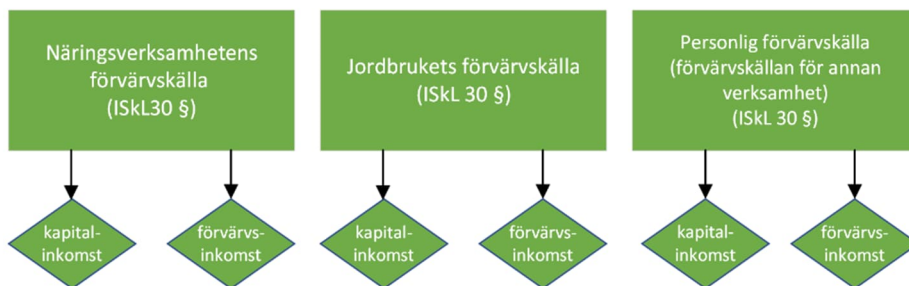 Näringsverksamhetens
förvärvskälla
(ISkL30 §)
Jordbrukets förvärvskälla
(ISkL 30 §)
Personlig förvärvskälla
(förvärvskällan för annan
verksamhet)
(ISkL 30 §)
kapital-
inkomst
förvärvs-
inkomst
kapital-
inkomst
förvärvs-
inkomst
kapital-
inkomst
förvärvs-
inkomst